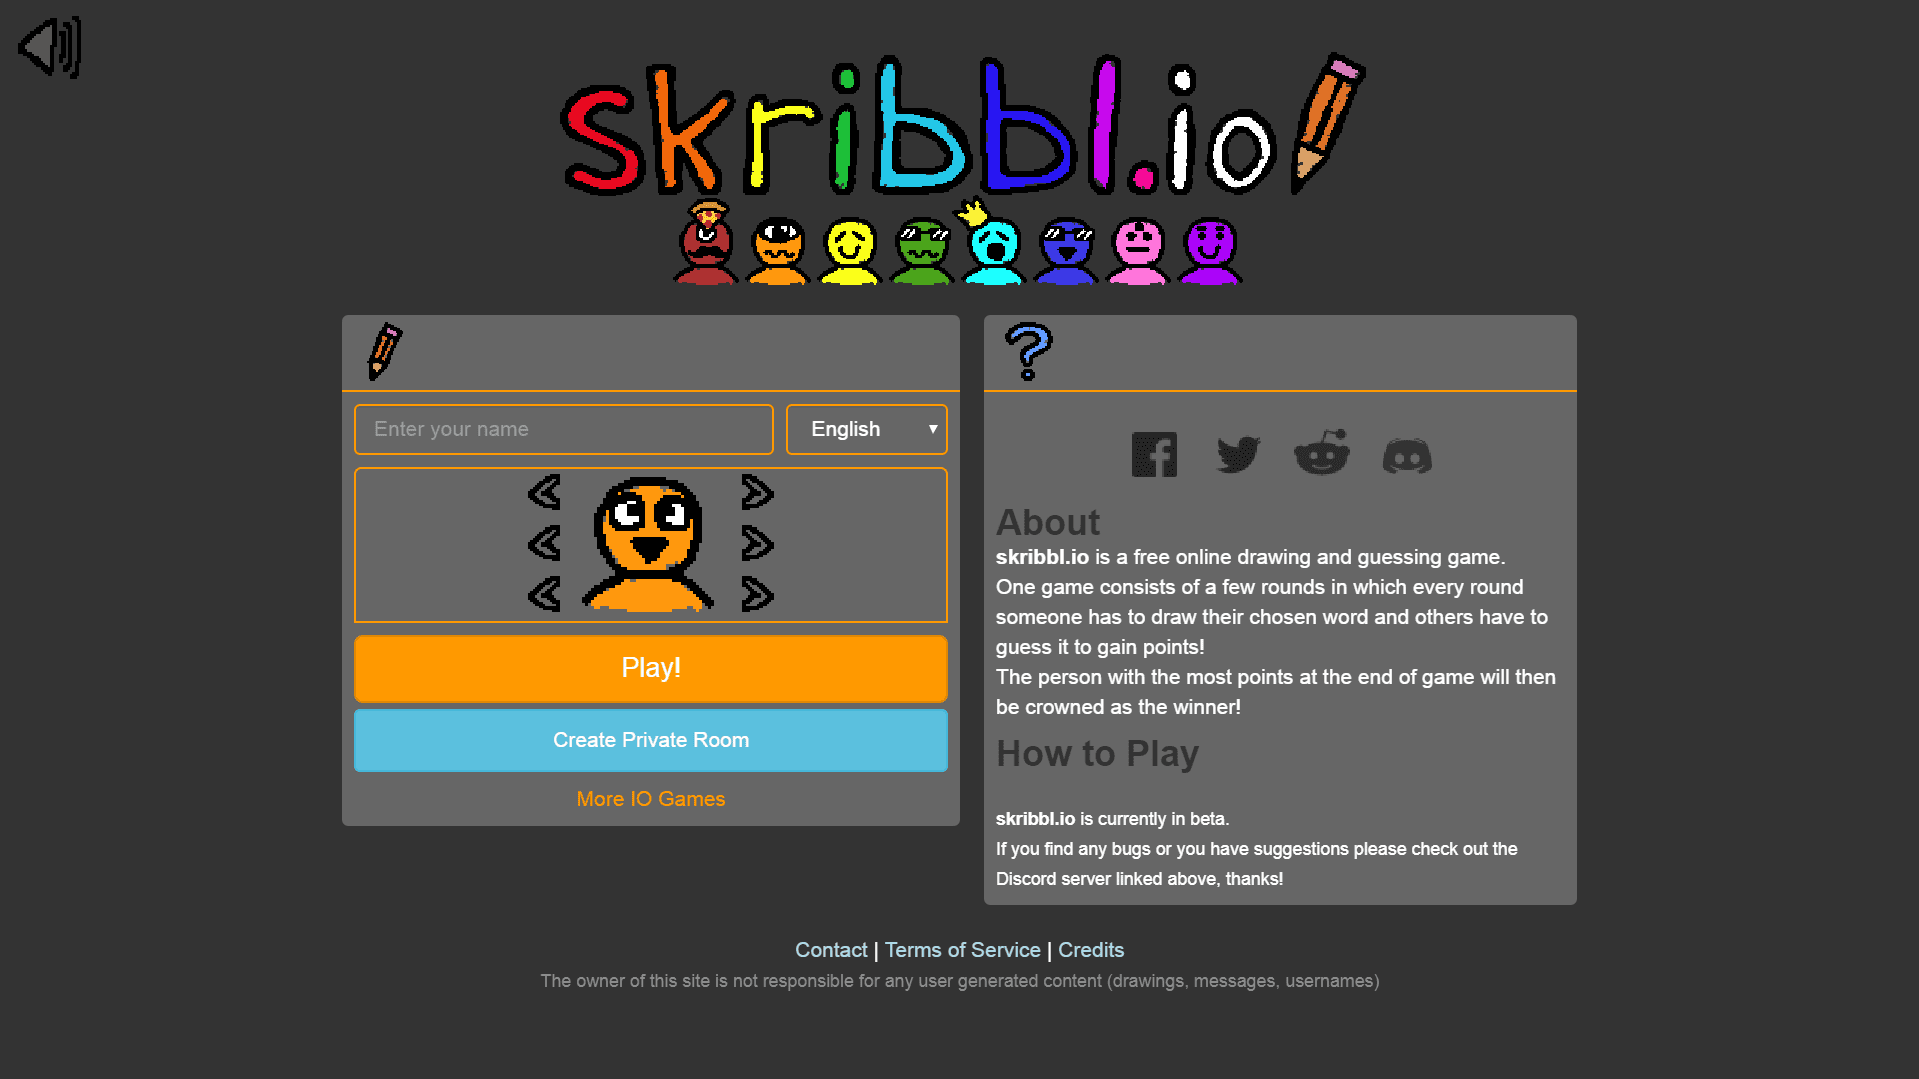 skribbl.io
Enter your name
English
Play!
Create Private Room
More IO Games
About
skribbl.io is a free online drawing and guessing game.
One game consists of a few rounds in which every round
someone has to draw their chosen word and others have to
guess it to gain points!
The person with the most points at the end of game will then
be crowned as the winner!
How to Play
skribbl.io is currently in beta.
If you find any bugs or you have suggestions please check out the
Discord server linked above, thanks!
Contact | Terms of Service | Credits
The owner of this site is not responsible for any user generated content (drawings, messages, usernames)